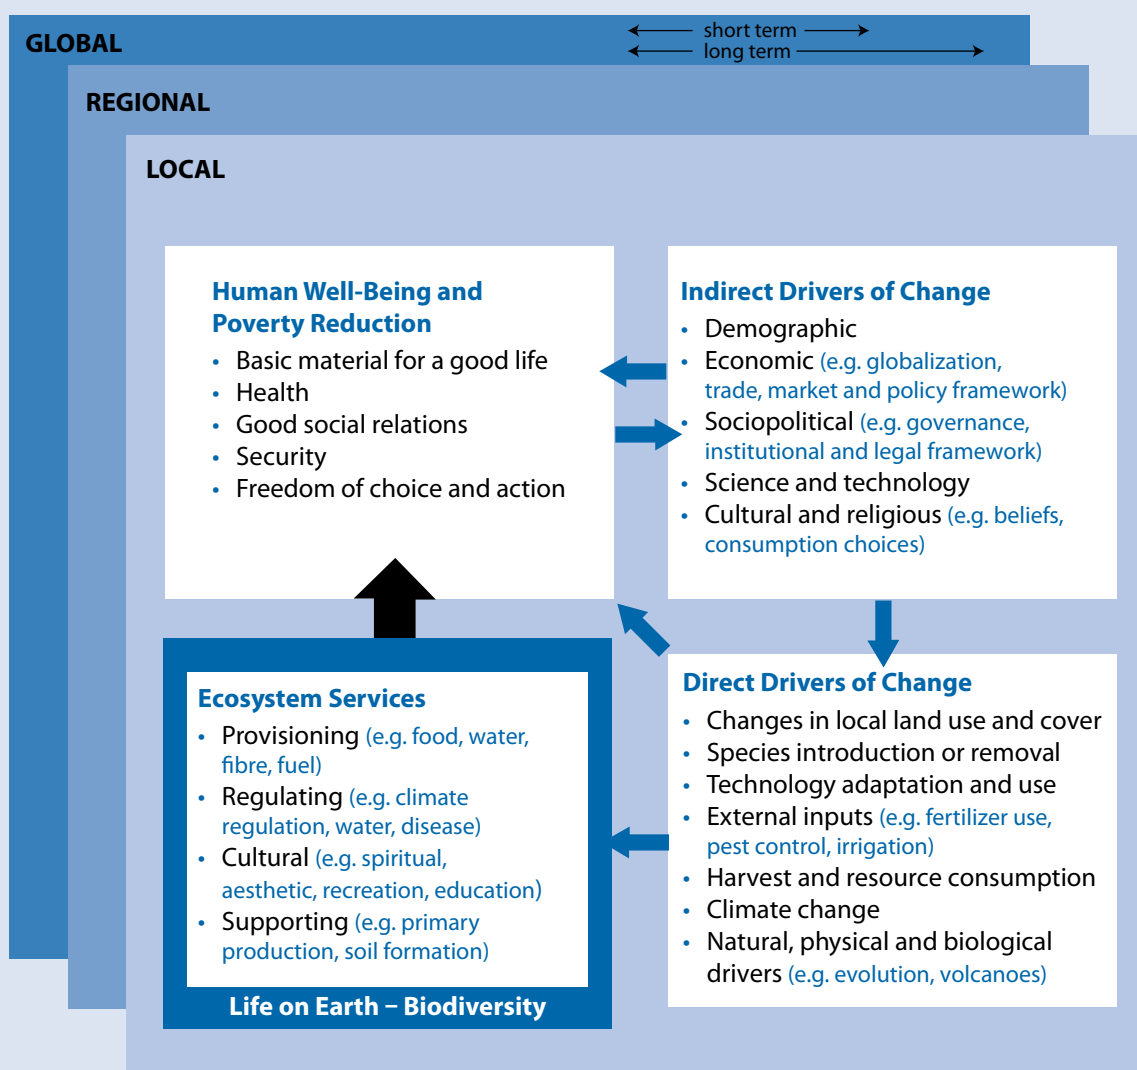 GLOBAL
short term
long term
REGIONAL
LOCAL
Human Well-Being and
Poverty Reduction
• Basic material for a good life
• Health
• Good social relations
• Security
• Freedom of choice and action
Indirect Drivers of Change
• Demographic
• Economic (e.g. globalization,
trade, market and policy framework)
• Sociopolitical (e.g. governance,
institutional and legal framework)
• Science and technology
• Cultural and religious (e.g. beliefs,
consumption choices)
Ecosystem Services
• Provisioning (e.g. food, water,
fibre, fuel)
• Regulating (e.g. climate
regulation, water, disease)
• Cultural (e.g. spiritual,
aesthetic, recreation, education)
• Supporting (e.g. primary
production, soil formation)
Life on Earth – Biodiversity
Direct Drivers of Change
• Changes in local land use and cover
• Species introduction or removal
• Technology adaptation and use
• External inputs (e.g. fertilizer use,
pest control, irrigation)
• Harvest and resource consumption
• Climate change
• Natural, physical and biological
drivers (e.g. evolution, volcanoes)